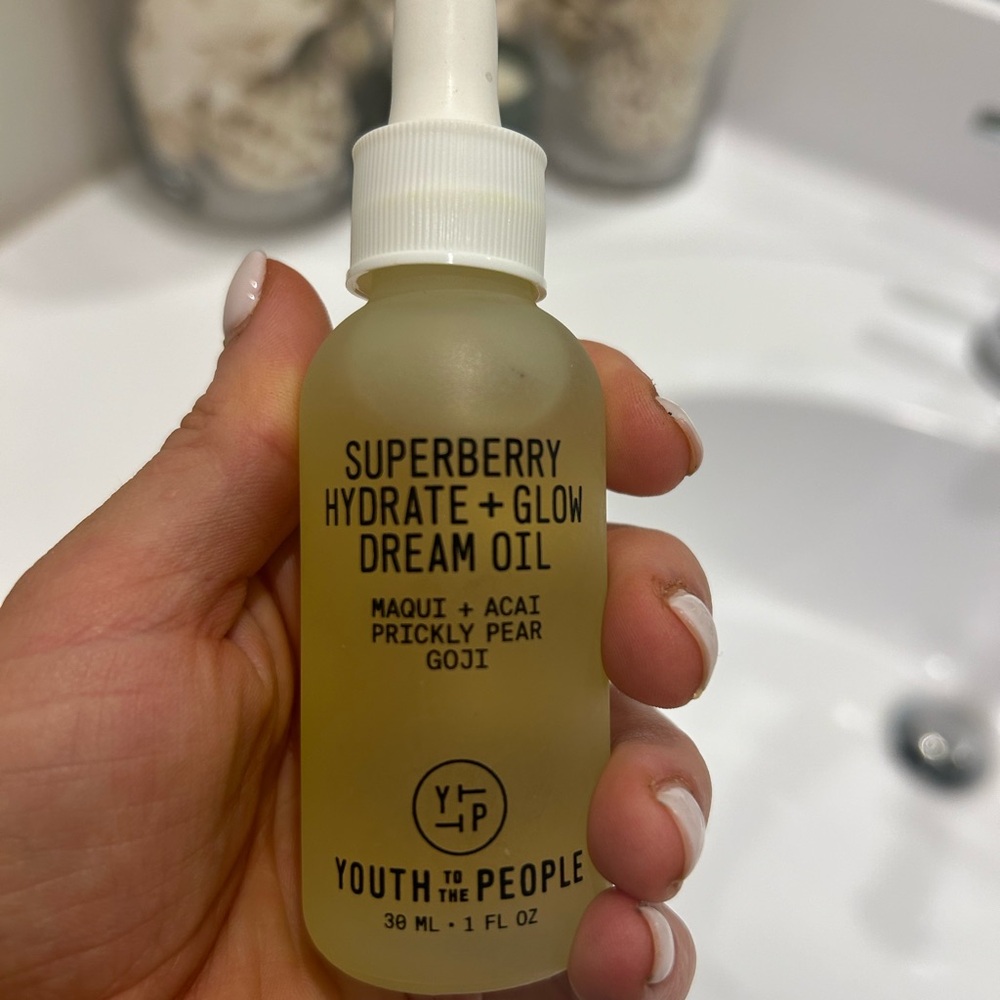 SUPERBERRY
HYDRATE + GLOW
DREAM OIL
MAQUI + ACAI
PRICKLY PEAR
GOJI
YTTP
YOUTH TO THE PEOPLE
30 ML • 1 FL OZ